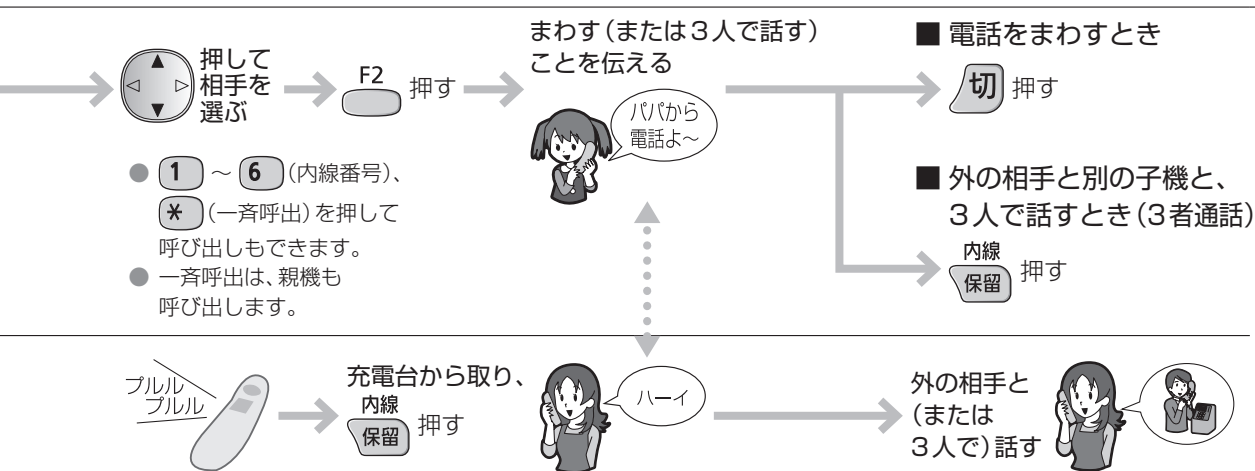 押して
相手を
選ぶ
F2
押す
● 1 ～ 6 (内線番号)、
＊ (一斉呼出) を押して
呼び出しもできます。
● 一斉呼出は、親機も
呼び出します。
まわす (または3人で話す)
ことを伝える
パパから
電話よ～
■ 電話をまわすとき
切 押す
■ 外の相手と別の子機と、
3人で話すとき (3者通話)
内線
保留 押す
プルル
プルル
充電台から取り、
内線
保留 押す
ハーイ
外の相手と
(または
3人で) 話す